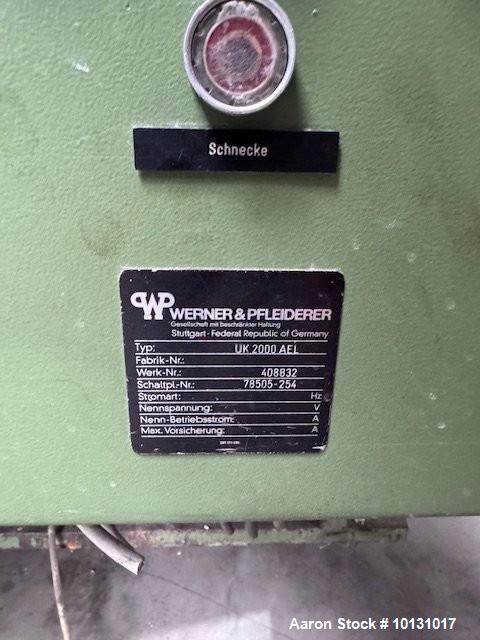 Schnecke
WP WERNER & PFLEIDERER
Gesellschaft mit beschränkter Haftung
Stuttgart - Federal Republic of Germany
Typ: UK 2000 AEL
Fabrik-Nr.:
Werk-Nr.: 408832
Schaltpl.-Nr.: 78505-254
Stromart: Hz
Nennspannung: V
Nenn-Betriebsstrom: A
Max. Vorsicherung: A
Aaron Stock # 10131017